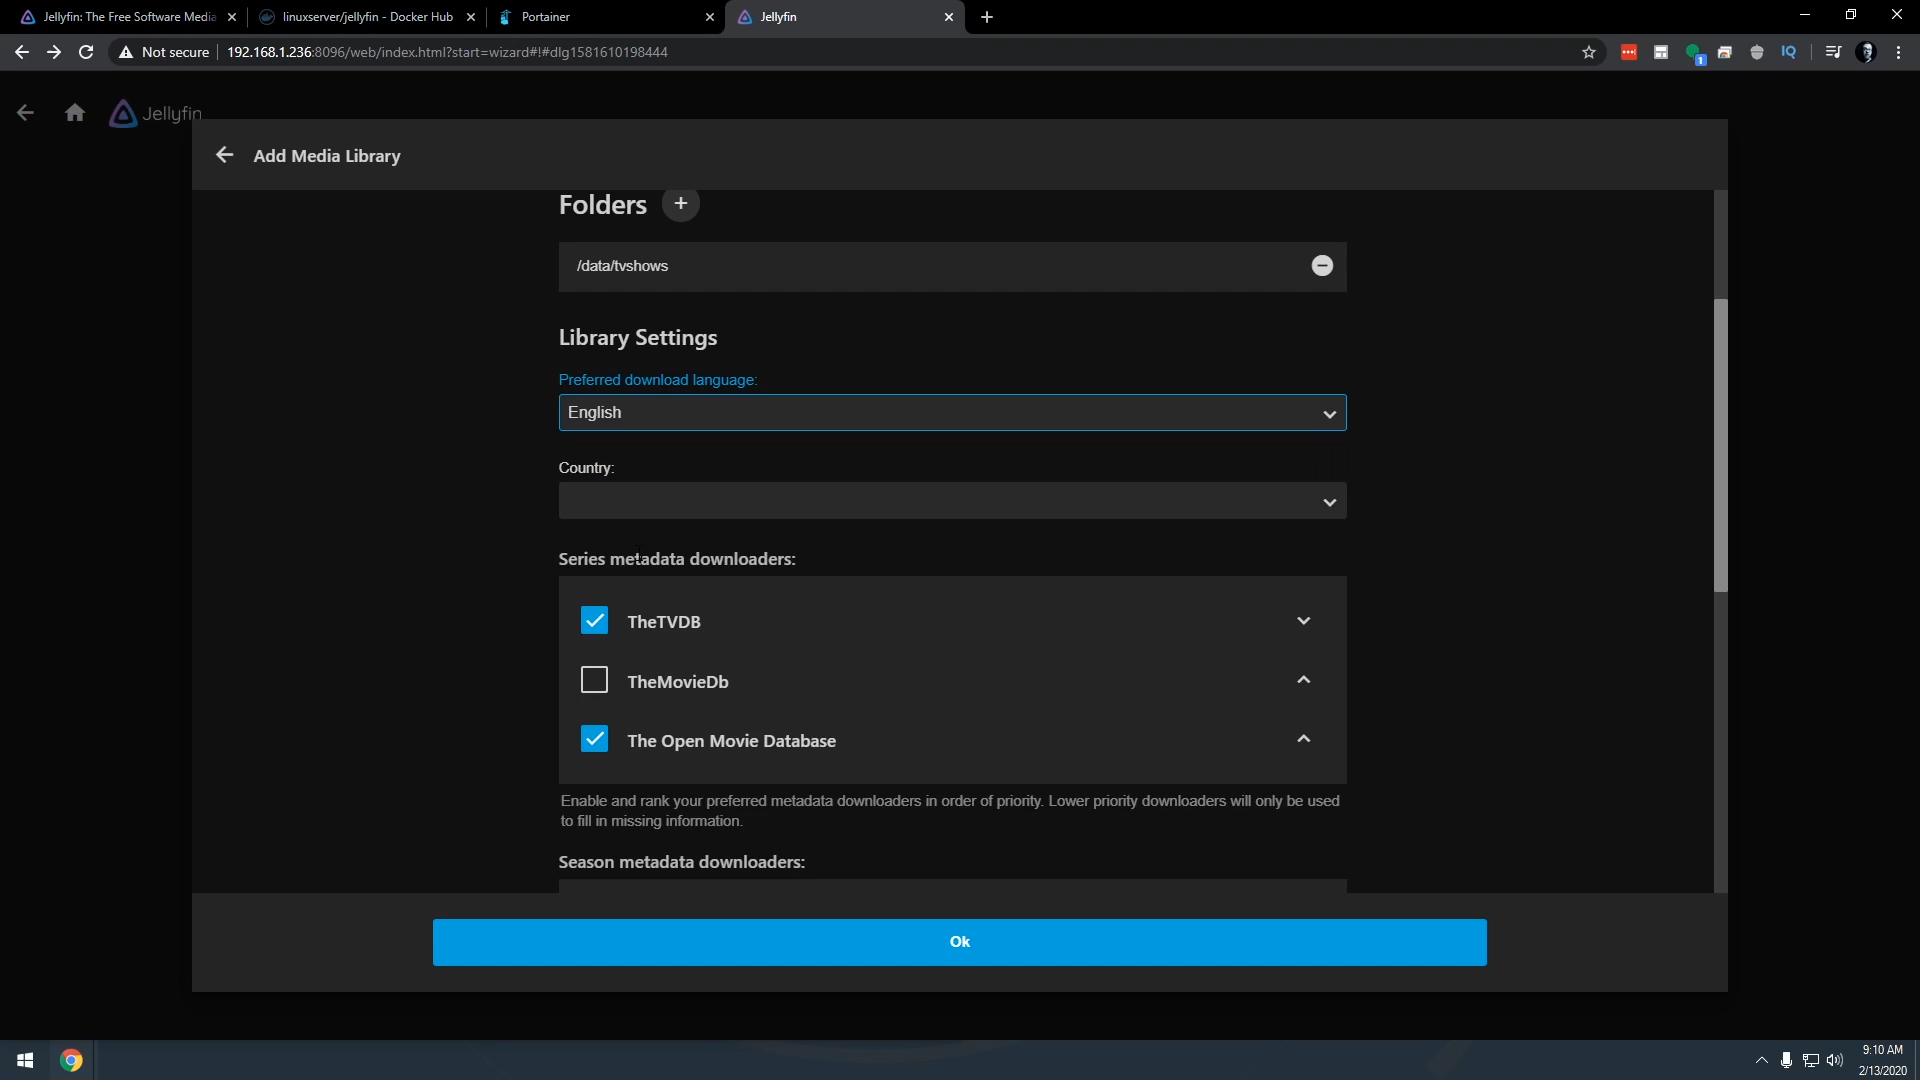 Jellyfin: The Free Software Media
linuxserver/jellyfin - Docker Hub
Portainer
Jellyfin
Not secure
192.168.1.236:8096/web/index.html?start=wizard#!#dlg1581610198444
1
IQ
Jellyfin
Add Media Library
Folders
+
/data/tvshows
Library Settings
Preferred download language:
English
Country:
Series metadata downloaders:
TheTVDB
TheMovieDb
The Open Movie Database
Enable and rank your preferred metadata downloaders in order of priority. Lower priority downloaders will only be used
to fill in missing information.
Season metadata downloaders:
Ok
9:10 AM
2/13/2020